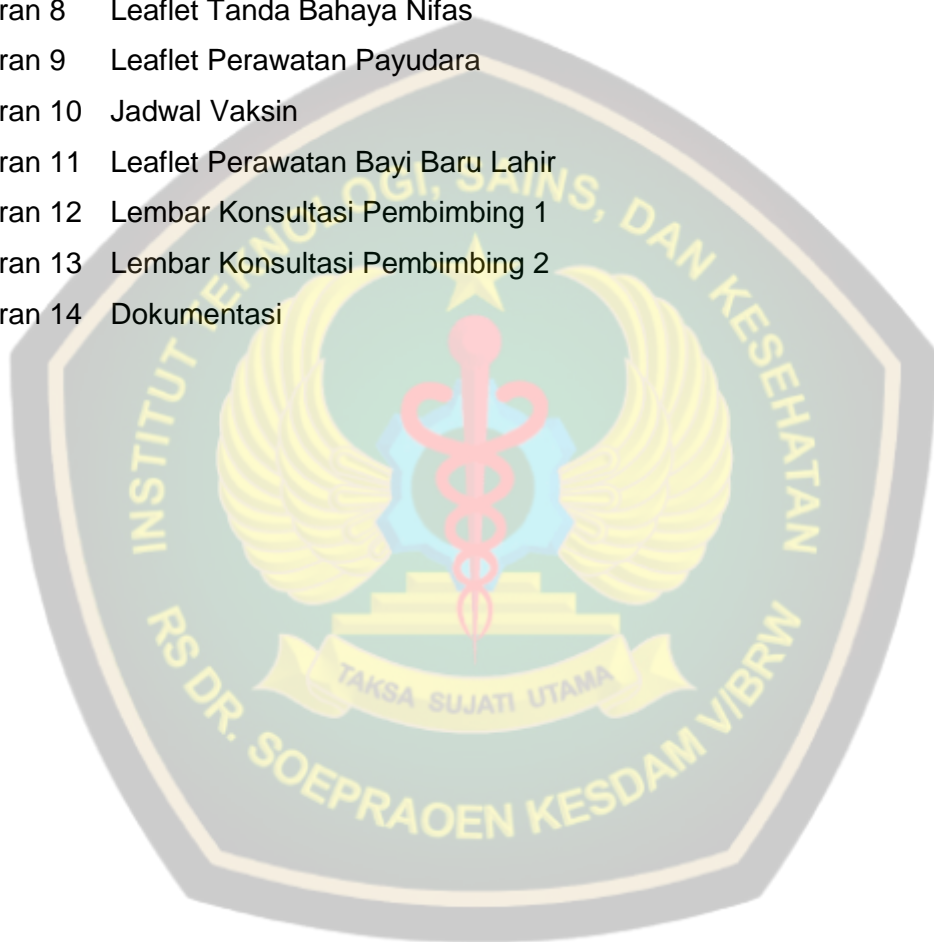 ran 8 Leaflet Tanda Bahaya Nifas
ran 9 Leaflet Perawatan Payudara
ran 10 Jadwal Vaksin
ran 11 Leaflet Perawatan Bayi Baru Lahir
ran 12 Lembar Konsultasi Pembimbing 1
ran 13 Lembar Konsultasi Pembimbing 2
ran 14 Dokumentasi
INSTITUT TEKNOLOGI, SAINS, DAN KESEHATAN
TAKSA SUJATI UTAMA
RS DR. SOEPRAOEN KESDAM V/BRW